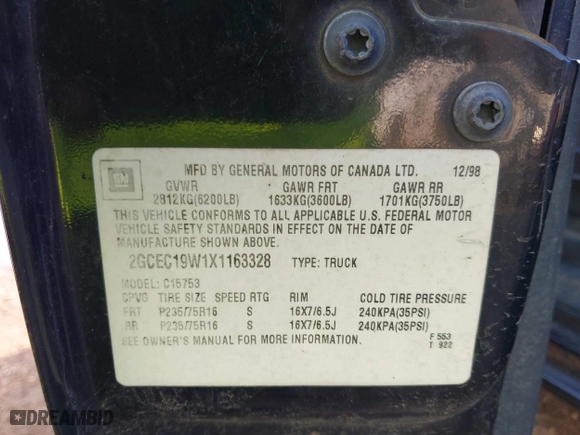 GM
MFD BY GENERAL MOTORS OF CANADA LTD. 12/98
GVWR GAWR FRT GAWR RR
2812KG(6200LB) 1633KG(3600LB) 1701KG(3750LB)
THIS VEHICLE CONFORMS TO ALL APPLICABLE U.S. FEDERAL MOTOR
VEHICLE SAFETY STANDARDS IN EFFECT ON THE DATE OF
MANUFACTURE SHOWN ABOVE.
2GCEC19W1X1163328 TYPE: TRUCK
MODEL: C15753
CPVG TIRE SIZE SPEED RTG RIM COLD TIRE PRESSURE
FRT P235/75R16 S 16X7/6.5J 240KPA(35PSI)
RR P235/75R16 S 16X7/6.5J 240KPA(35PSI)
SEE OWNER'S MANUAL FOR MORE INFORMATION.
F 553
T 922
DREAMBID